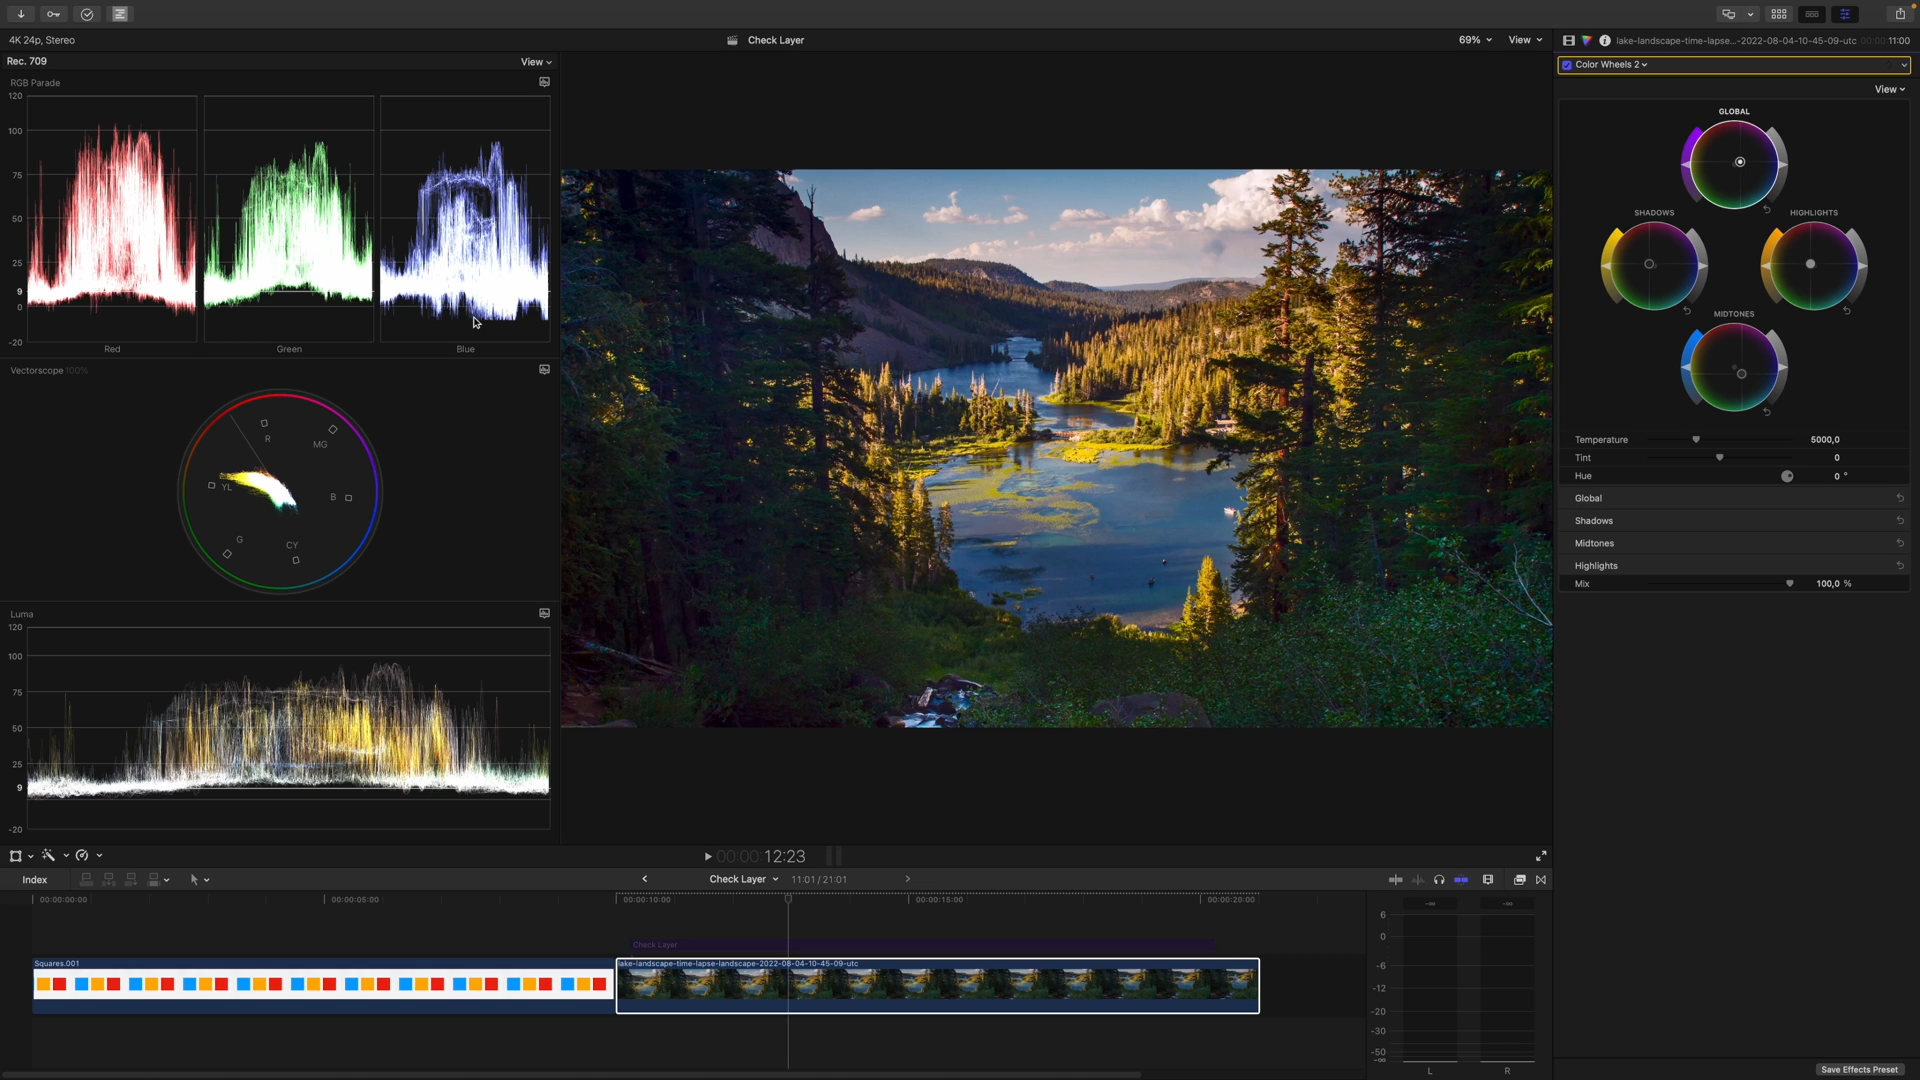 4K 24p, Stereo
Check Layer
69%
View
lake-landscape-time-lapse...-2022-08-04-10-45-09-utc
00:00:11:00
Rec. 709
View
Color Wheels 2
RGB Parade
View
120
100
75
50
25
9
0
-20
Red
Green
Blue
GLOBAL
SHADOWS
HIGHLIGHTS
MIDTONES
Vectorscope 100%
R
MG
YL
B
G
CY
Temperature
5000,0
Tint
0
Hue
0 °
Global
Shadows
Midtones
Highlights
Mix
100,0 %
Luma
120
100
75
50
25
9
-20
00:00:12:23
Index
Check Layer
11:01 / 21:01
00:00:00:00
00:00:05:00
00:00:10:00
00:00:15:00
00:00:20:00
Check Layer
Squares.001
lake-landscape-time-lapse-landscape-2022-08-04-10-45-09-utc
-∞
-∞
6
0
-6
-12
-20
-30
-50
-∞
L
R
Save Effects Preset